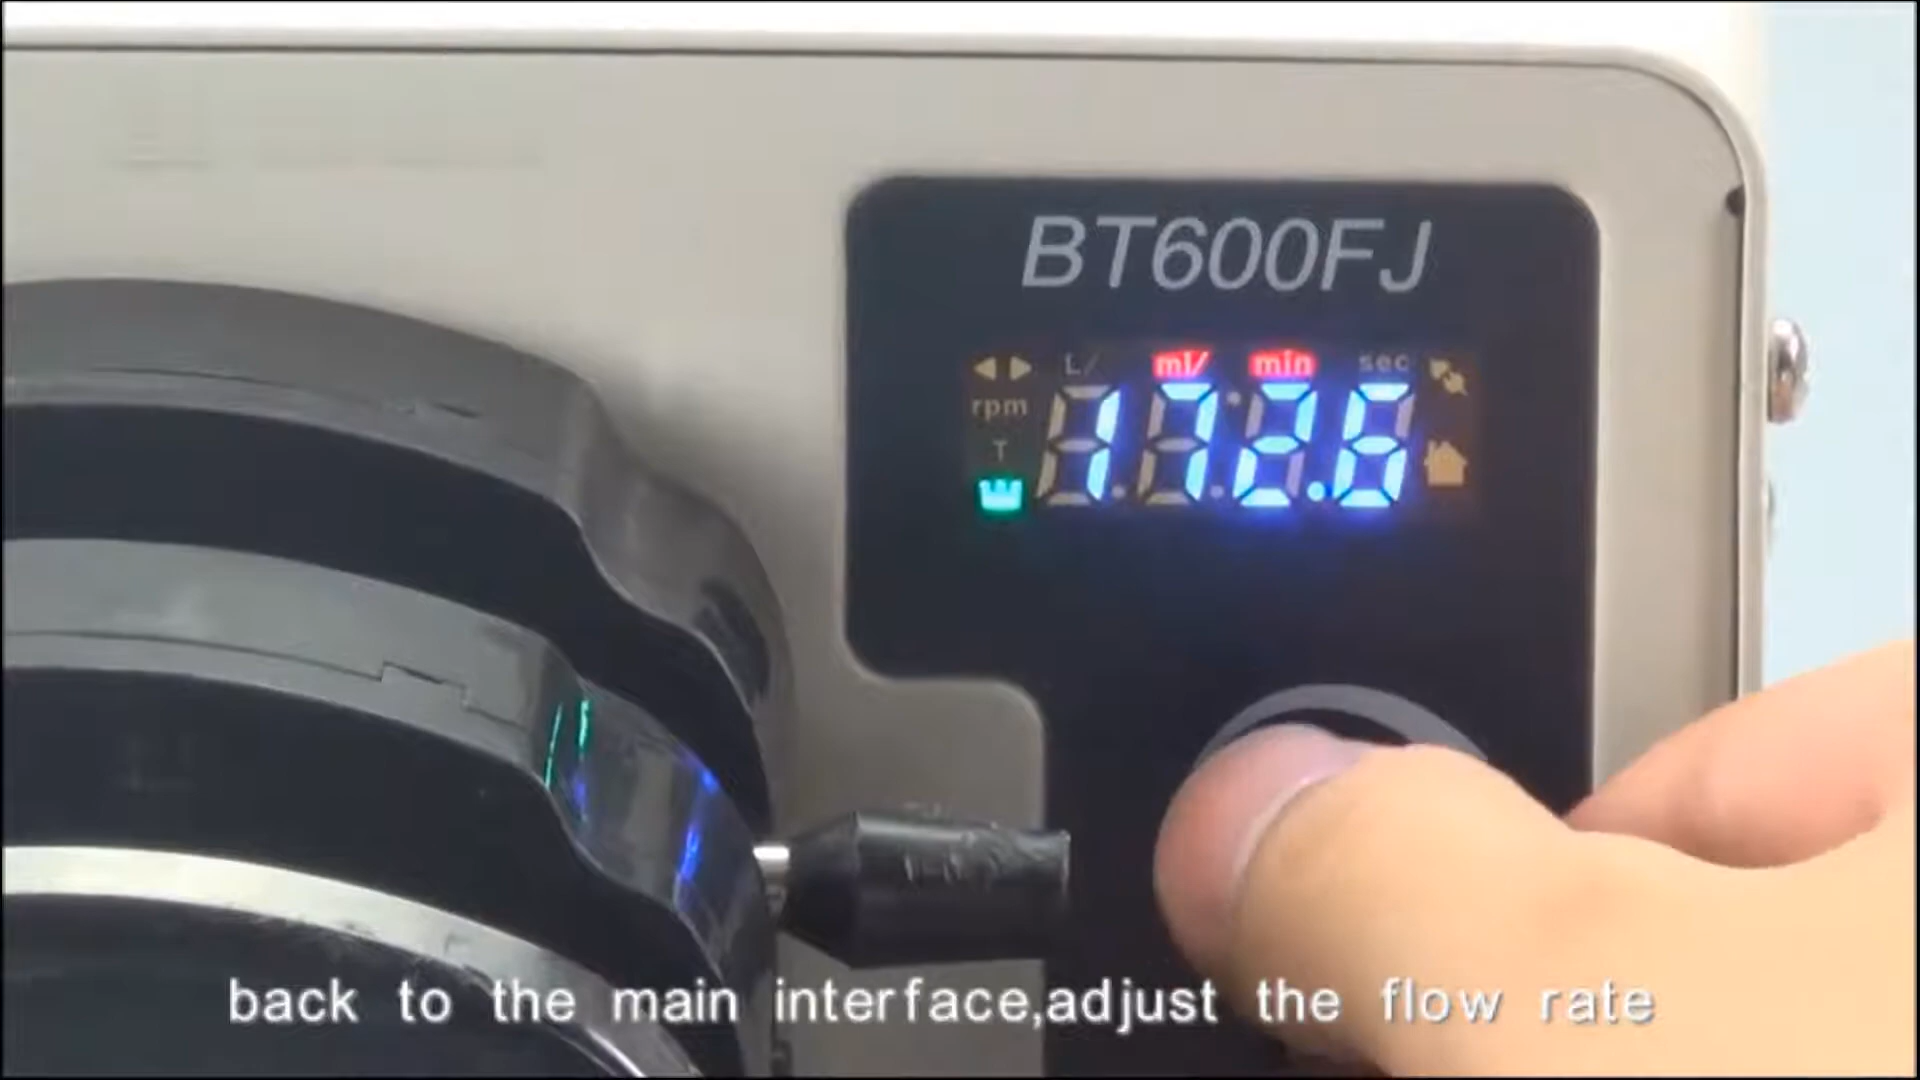 BT600FJ
L/ ml/ min sec
rpm
T
172.6
back to the main interface,adjust the flow rate